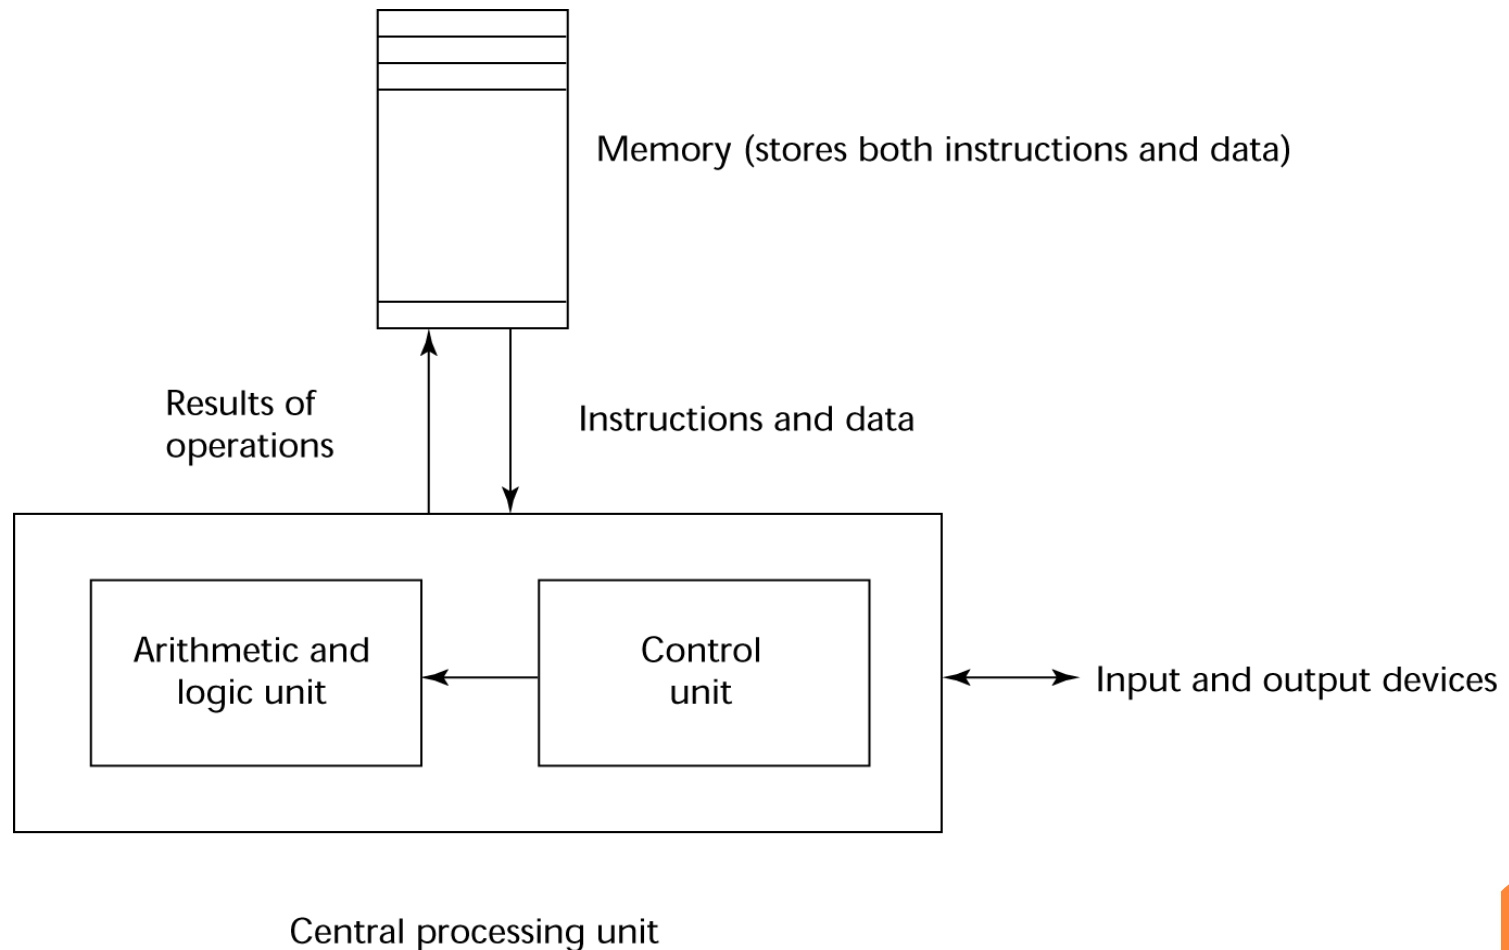 Memory (stores both instructions and data)
Results of
operations
Instructions and data
Arithmetic and
logic unit
Control
unit
Input and output devices
Central processing unit